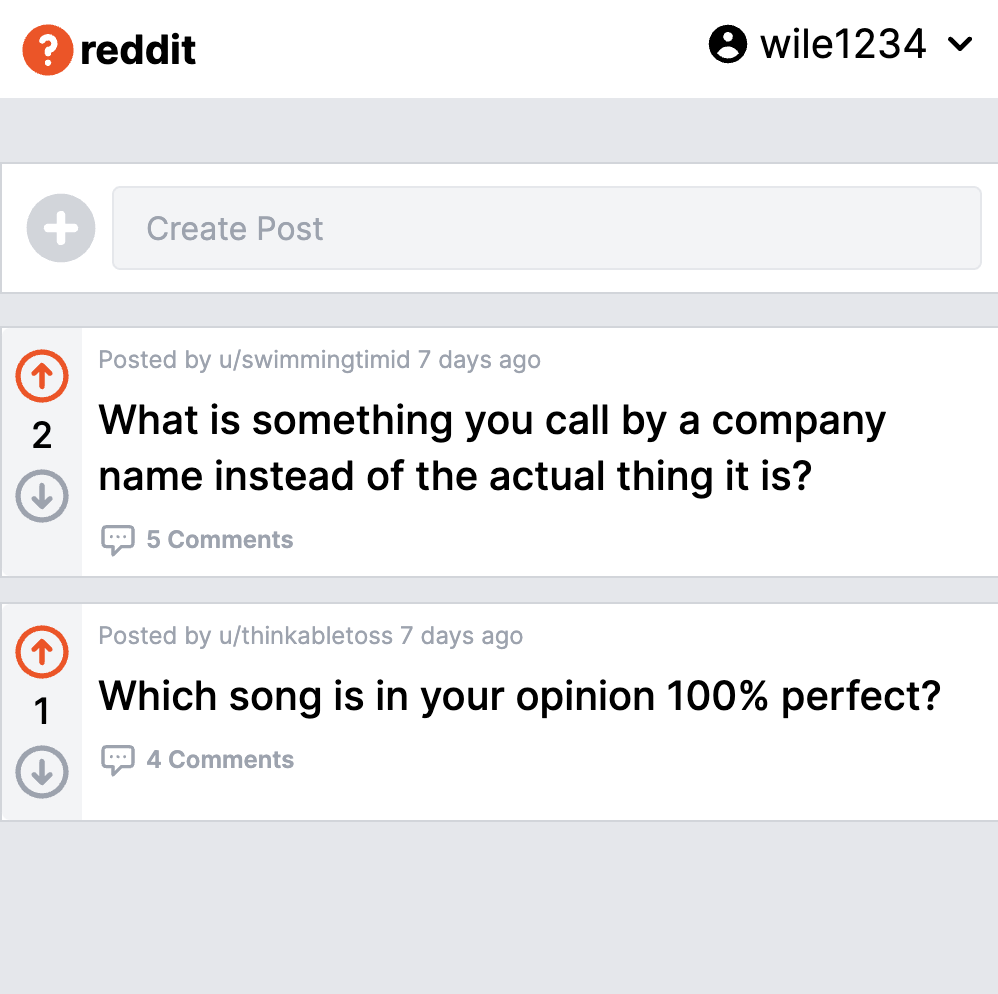 ? reddit
wile1234
Create Post
Posted by u/swimmingtimid 7 days ago
2
What is something you call by a company
name instead of the actual thing it is?
5 Comments
Posted by u/thinkabletoss 7 days ago
1
Which song is in your opinion 100% perfect?
4 Comments